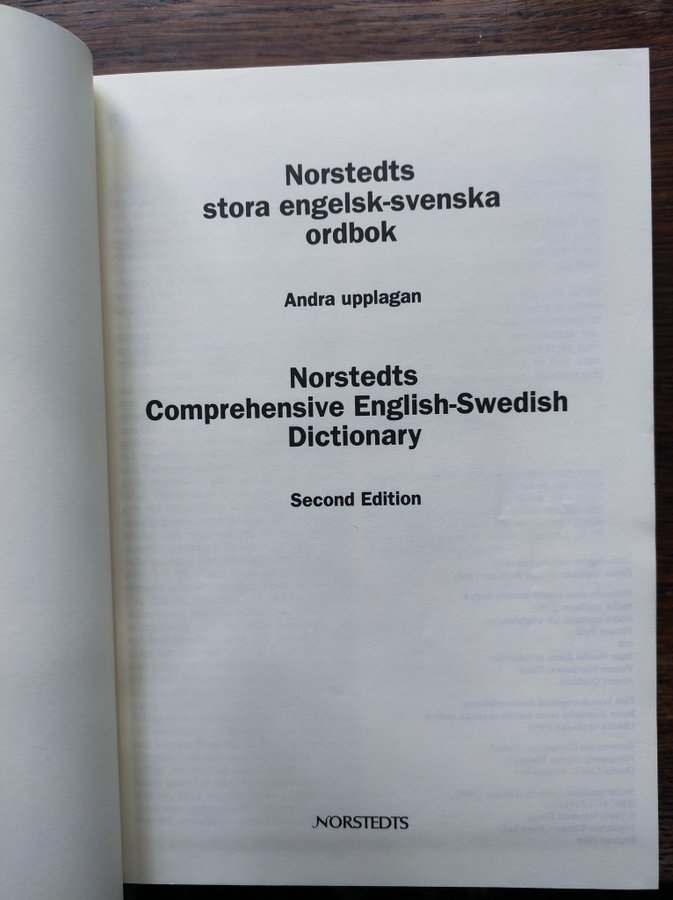 Norstedts
stora engelsk-svenska
ordbok
Andra upplagan
Norstedts
Comprehensive English-Swedish
Dictionary
Second Edition
NORSTEDTS